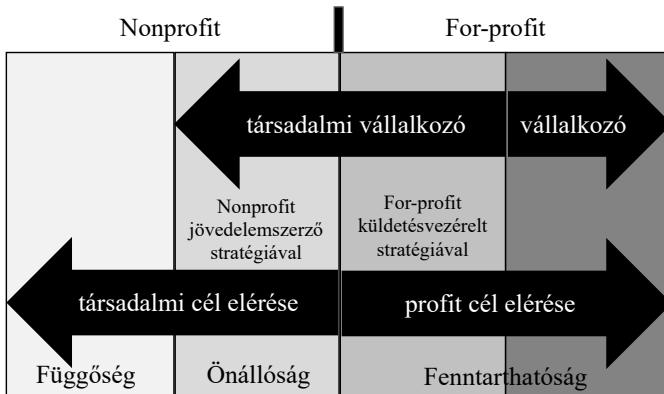 Nonprofit
For-profit
társadalmi vállalkozó
vállalkozó
Nonprofit
jövedelemszerző
stratégiával
For-profit
küldetésvezérelt
stratégiával
társadalmi cél elérése
profit cél elérése
Függőség
Önállóság
Fenntarthatóság